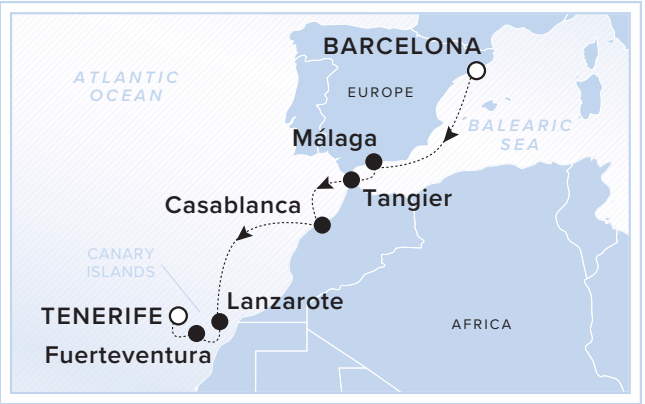 BARCELONA
ATLANTIC
OCEAN
EUROPE
BALEARIC
SEA
Málaga
Tangier
Casablanca
CANARY
ISLANDS
Lanzarote
TENERIFE
AFRICA
Fuerteventura